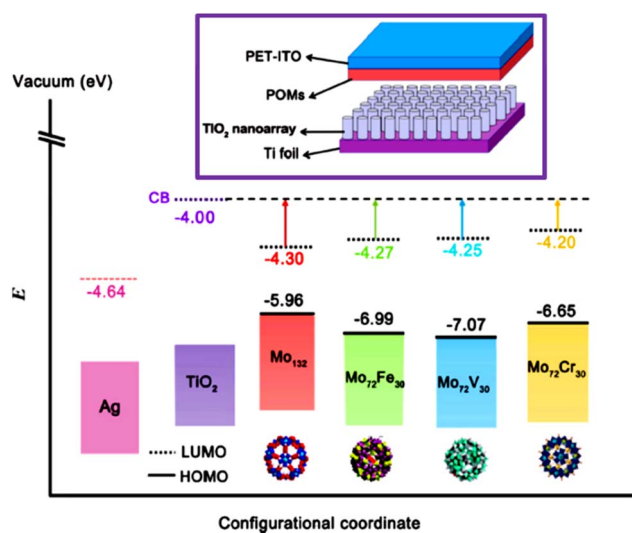 PET-ITO
POMs
TiO₂ nanoarray
Ti foil
Vacuum (eV)
CB
-4.00
-4.30
-4.27
-4.25
-4.20
-4.64
E
-5.96
-6.99
-7.07
-6.65
Ag
TiO₂
Mo₁₃₂
Mo₇₂Fe₃₀
Mo₇₂V₃₀
Mo₇₂Cr₃₀
LUMO
HOMO
Configurational coordinate